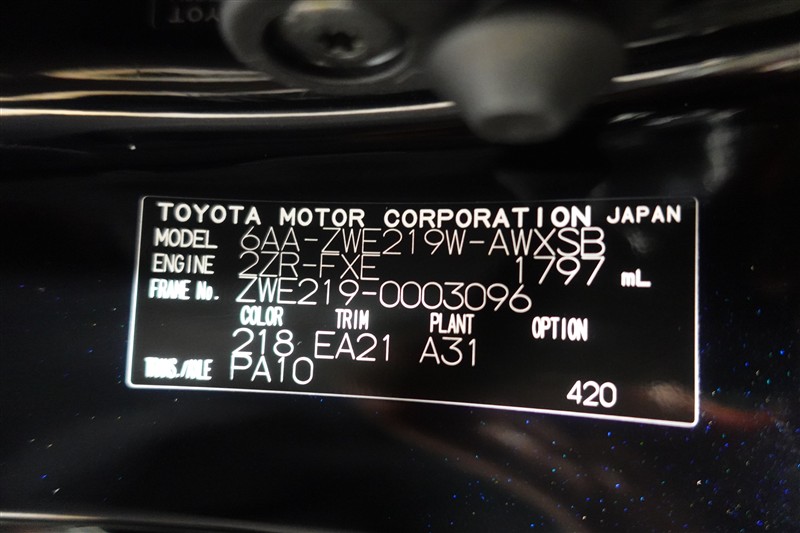 TOYOTA MOTOR CORPORATION JAPAN
MODEL 6AA-ZWE219W-AWXSB
ENGINE 2ZR-FXE 1797 mL
FRAME No. ZWE219-0003096
COLOR TRIM PLANT OPTION
218 EA21 A31
TRANS./AXLE PA10
420